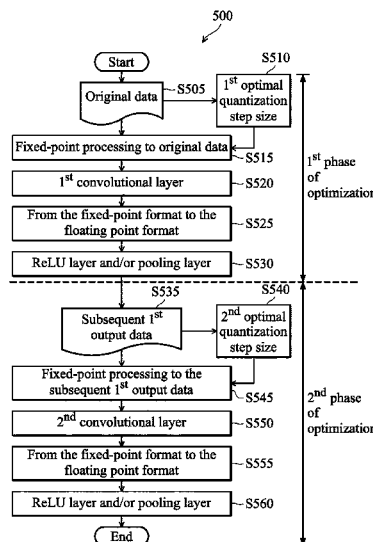 500
Start
S505
S510
Original data
1st optimal
quantization
step size
Fixed-point processing to original data
S515
1st convolutional layer
S520
From the fixed-point format to the
floating point format
S525
ReLU layer and/or pooling layer
S530
1st phase
of
optimization
S535
S540
Subsequent 1st
output data
2nd optimal
quantization
step size
Fixed-point processing to the
subsequent 1st output data
S545
2nd convolutional layer
S550
From the fixed-point format to the
floating point format
S555
ReLU layer and/or pooling layer
S560
End
2nd phase
of
optimization